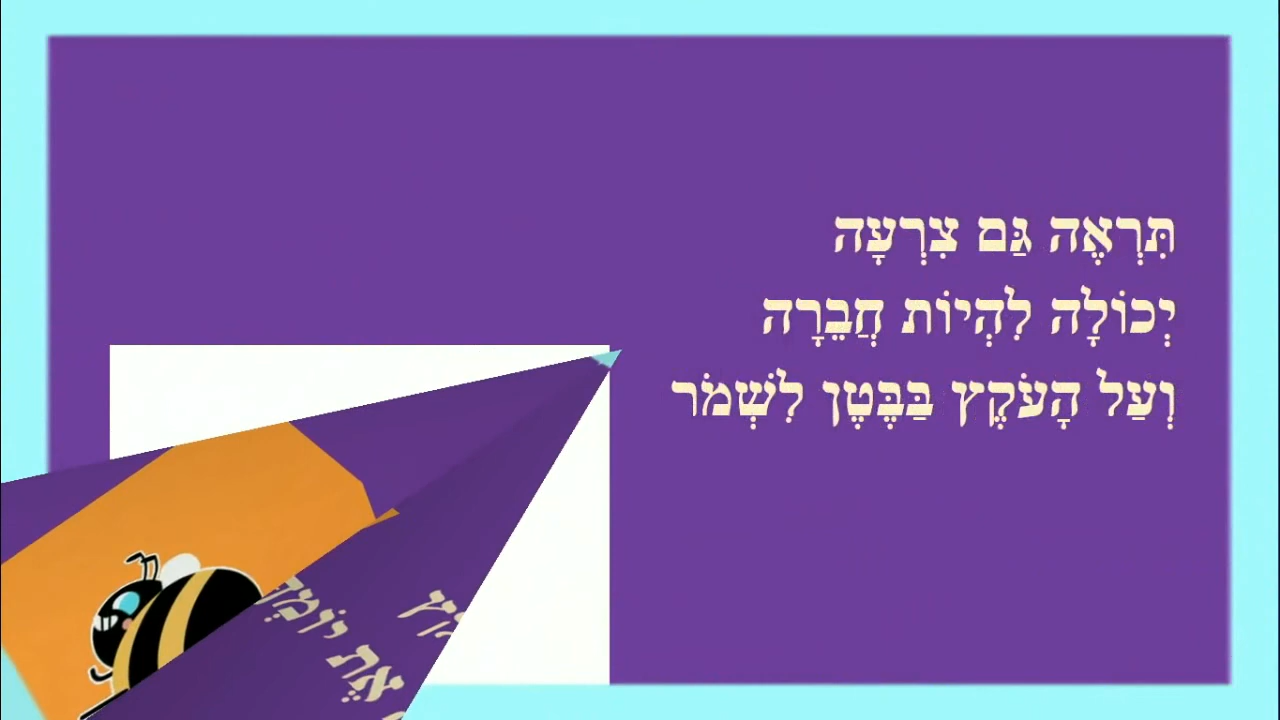 תִּרְאֶה גַּם צִרְעָה
יְכוֹלָה לִהְיוֹת חֲבֵרָה
וְעַל הָעֹקֶץ בַּבֶּטֶן לִשְׁמֹר
אֶת